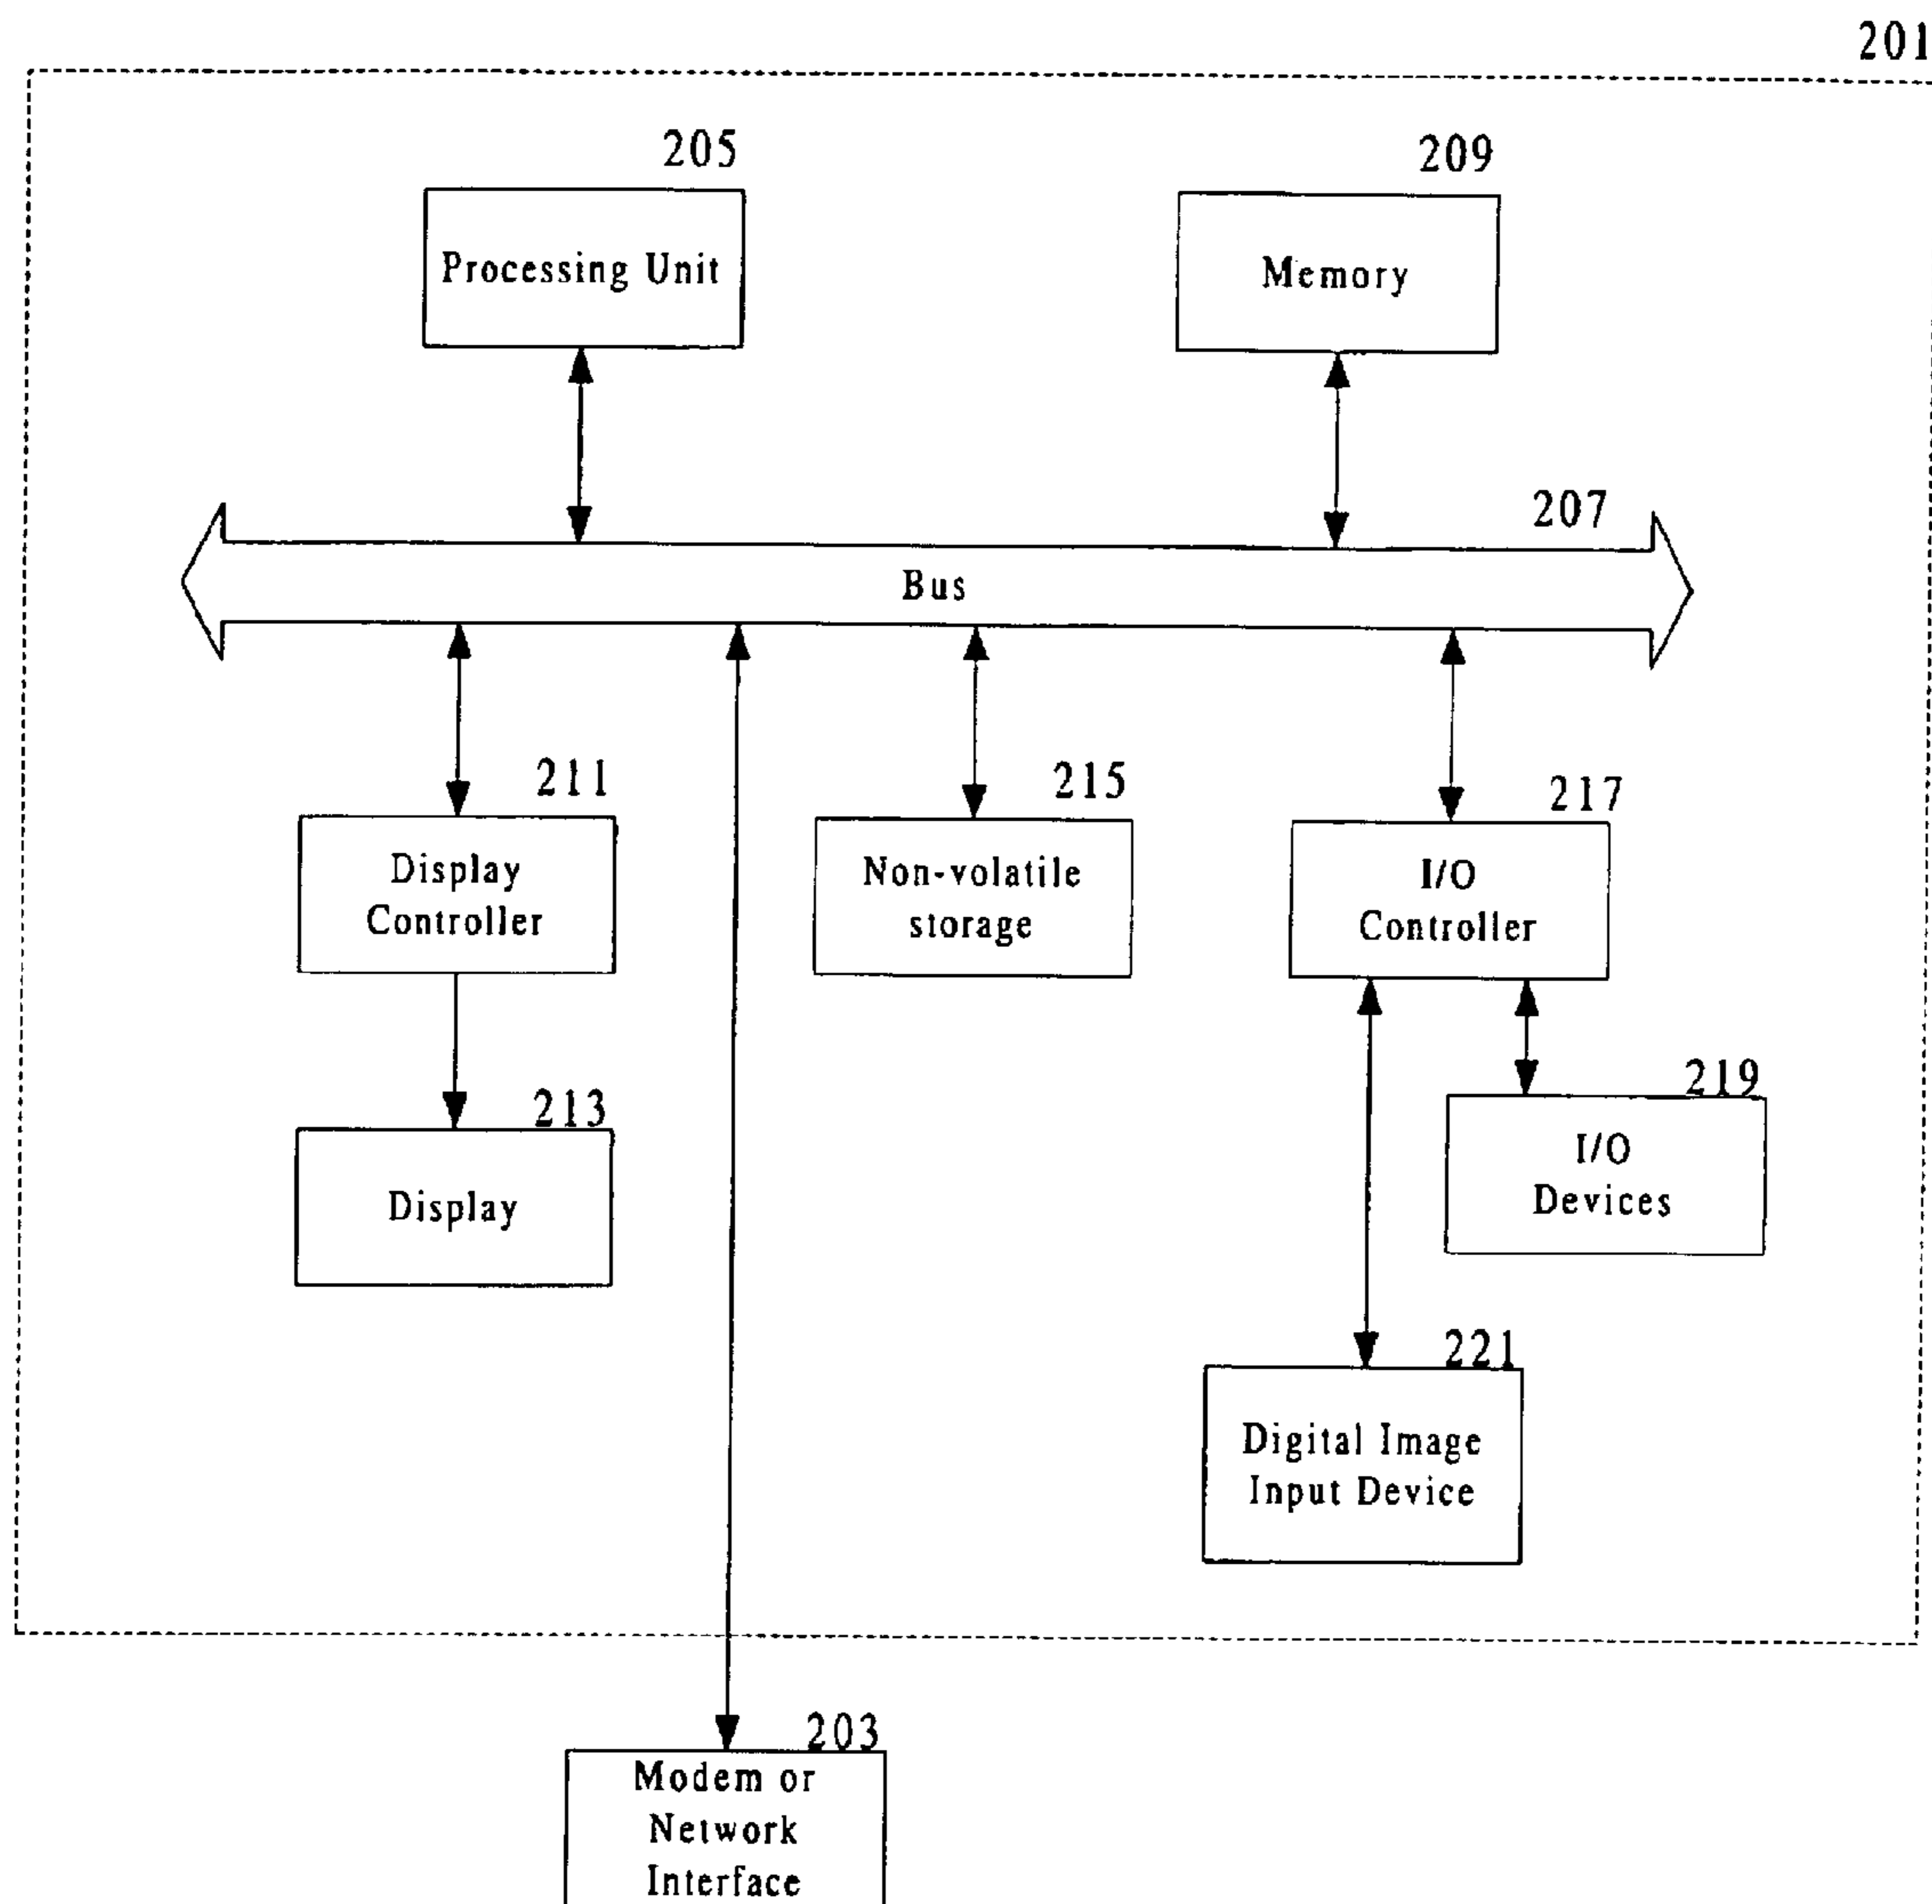 201
205
209
Processing Unit
Memory
207
Bus
211
215
217
Display
Controller
Non-volatile
storage
I/O
Controller
213
219
Display
I/O
Devices
221
Digital Image
Input Device
203
Modem or
Network
Interface